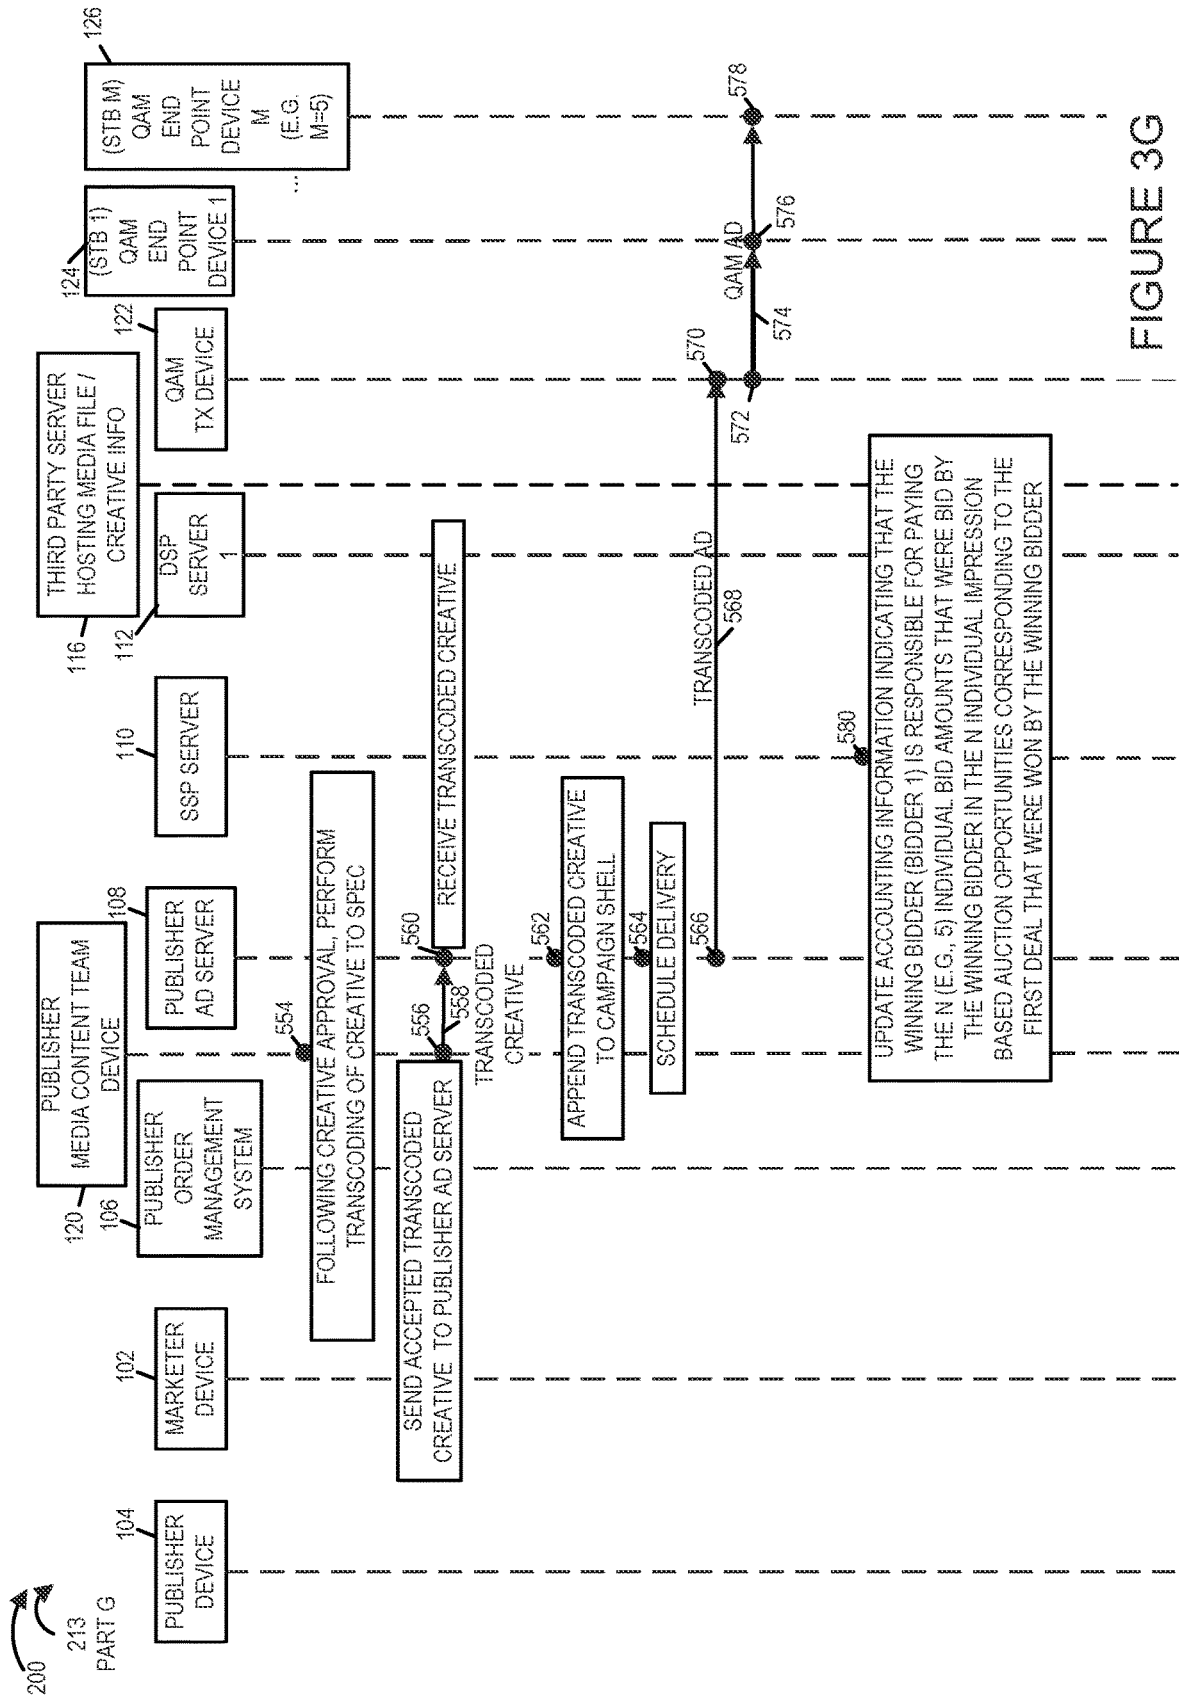 200
213
PART G
104
PUBLISHER
DEVICE
102
MARKETER
DEVICE
120
PUBLISHER
MEDIA CONTENT TEAM
DEVICE
106
PUBLISHER
ORDER
MANAGEMENT
SYSTEM
108
PUBLISHER
AD SERVER
110
SSP SERVER
116
THIRD PARTY SERVER
HOSTING MEDIA FILE /
CREATIVE INFO
112
DSP
SERVER
1
122
QAM
TX DEVICE
124
(STB 1)
QAM
END
POINT
DEVICE 1
...
126
(STB M)
QAM
END
POINT
DEVICE
M
(E.G.
M=5)
554
FOLLOWING CREATIVE APPROVAL, PERFORM
TRANSCODING OF CREATIVE TO SPEC
SEND ACCEPTED TRANSCODED
CREATIVE TO PUBLISHER AD SERVER
556
558
560
RECEIVE TRANSCODED CREATIVE
TRANSCODED
CREATIVE
562
APPEND TRANSCODED CREATIVE
TO CAMPAIGN SHELL
564
SCHEDULE DELIVERY
566
TRANSCODED AD
568
570
572
574
QAM AD
576
578
580
UPDATE ACCOUNTING INFORMATION INDICATING THAT THE
WINNING BIDDER (BIDDER 1) IS RESPONSIBLE FOR PAYING
THE N (E.G., 5) INDIVIDUAL BID AMOUNTS THAT WERE BID BY
THE WINNING BIDDER IN THE N INDIVIDUAL IMPRESSION
BASED AUCTION OPPORTUNITIES CORRESPONDING TO THE
FIRST DEAL THAT WERE WON BY THE WINNING BIDDER
FIGURE 3G